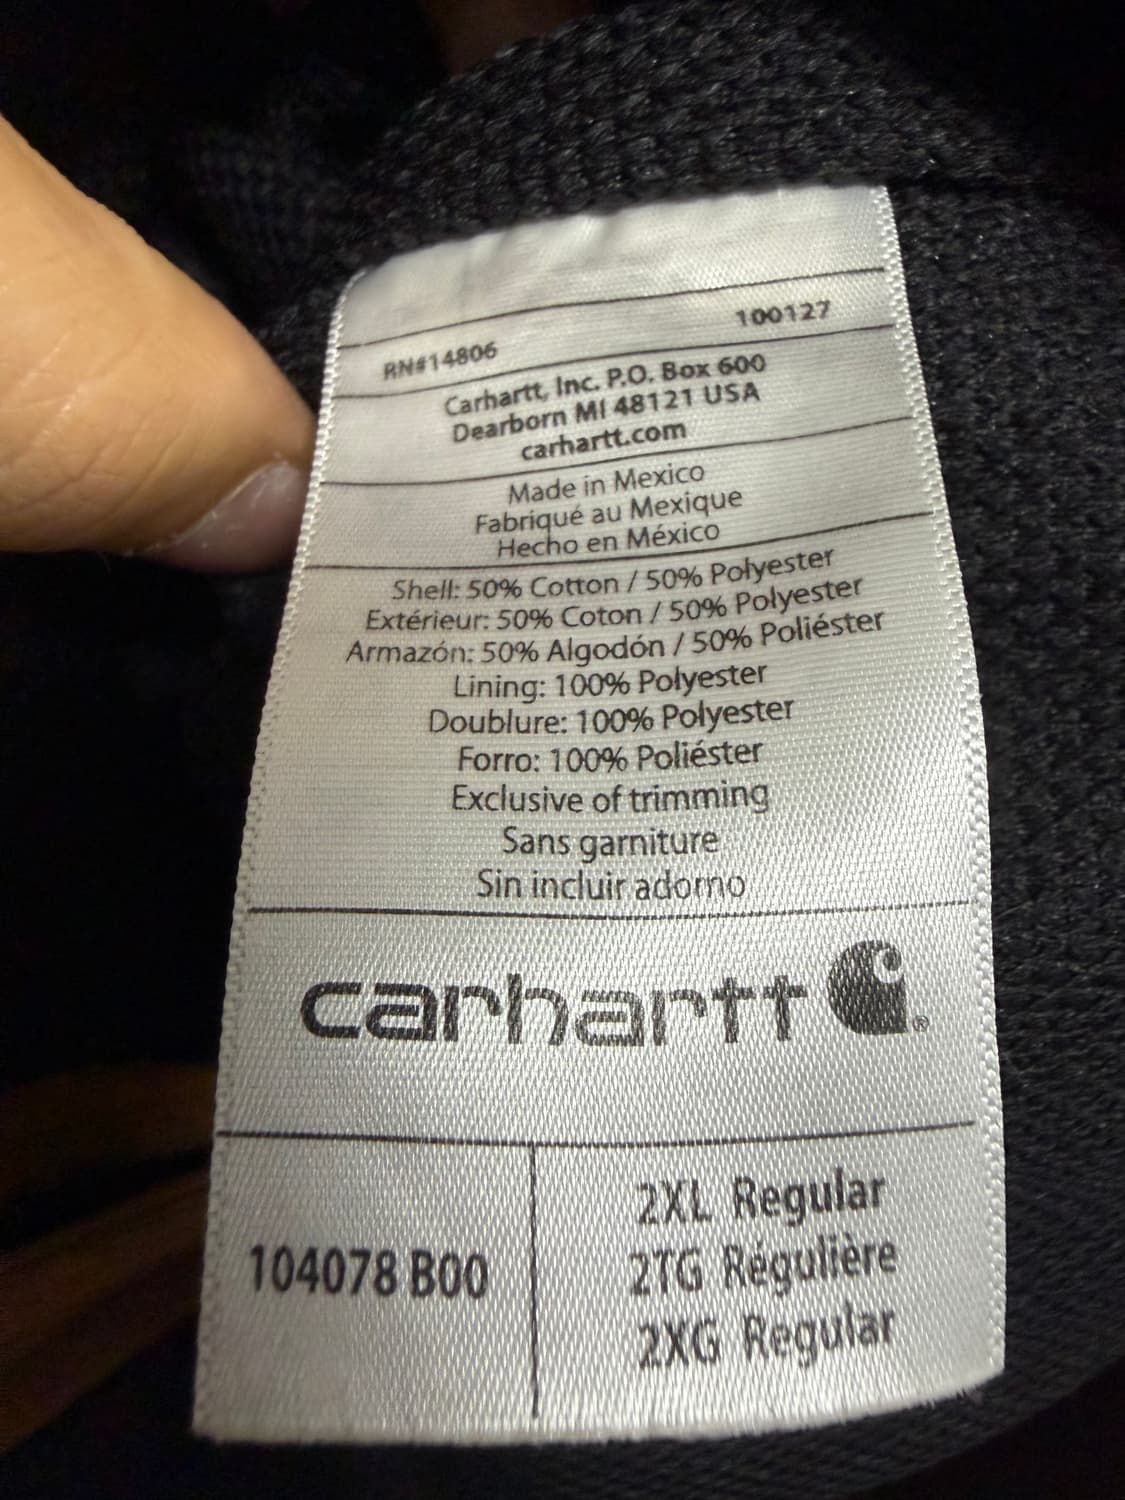 RN#14806 100127
Carhartt, Inc. P.O. Box 600
Dearborn MI 48121 USA
carhartt.com
Made in Mexico
Fabriqué au Mexique
Hecho en México
Shell: 50% Cotton / 50% Polyester
Extérieur: 50% Coton / 50% Polyester
Armazón: 50% Algodón / 50% Poliéster
Lining: 100% Polyester
Doublure: 100% Polyester
Forro: 100% Poliéster
Exclusive of trimming
Sans garniture
Sin incluir adorno
carhartt ®
104078 B00
2XL Regular
2TG Régulière
2XG Regular